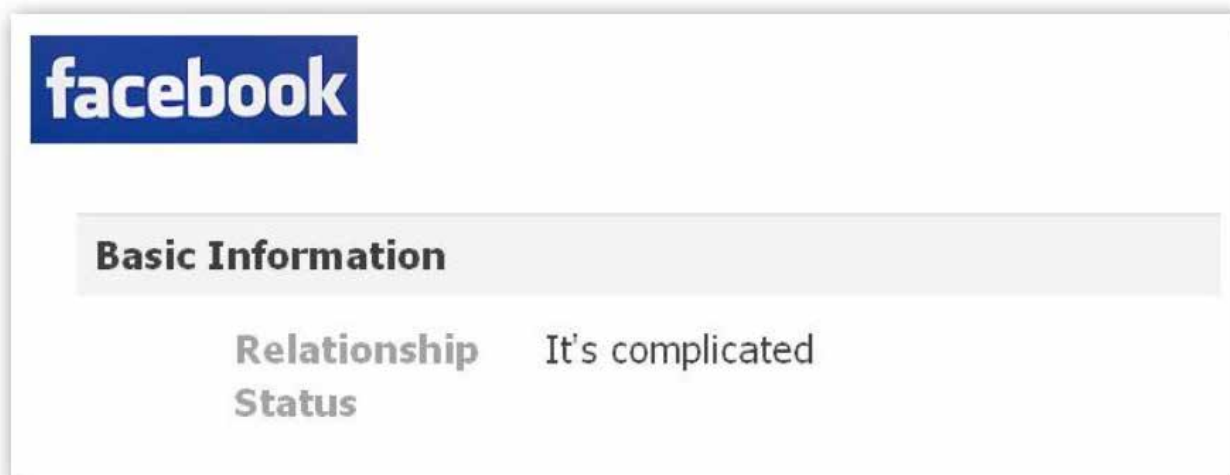 facebook
Basic Information
Relationship It's complicated
Status